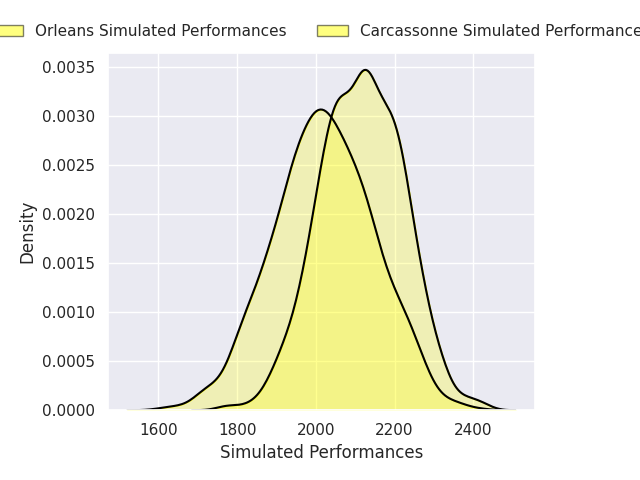 Orleans Simulated Performances
Carcassonne Simulated Performance
0.0035
0.0030
0.0025
0.0020
0.0015
0.0010
0.0005
0.0000
Density
1600 1800 2000 2200 2400
Simulated Performances